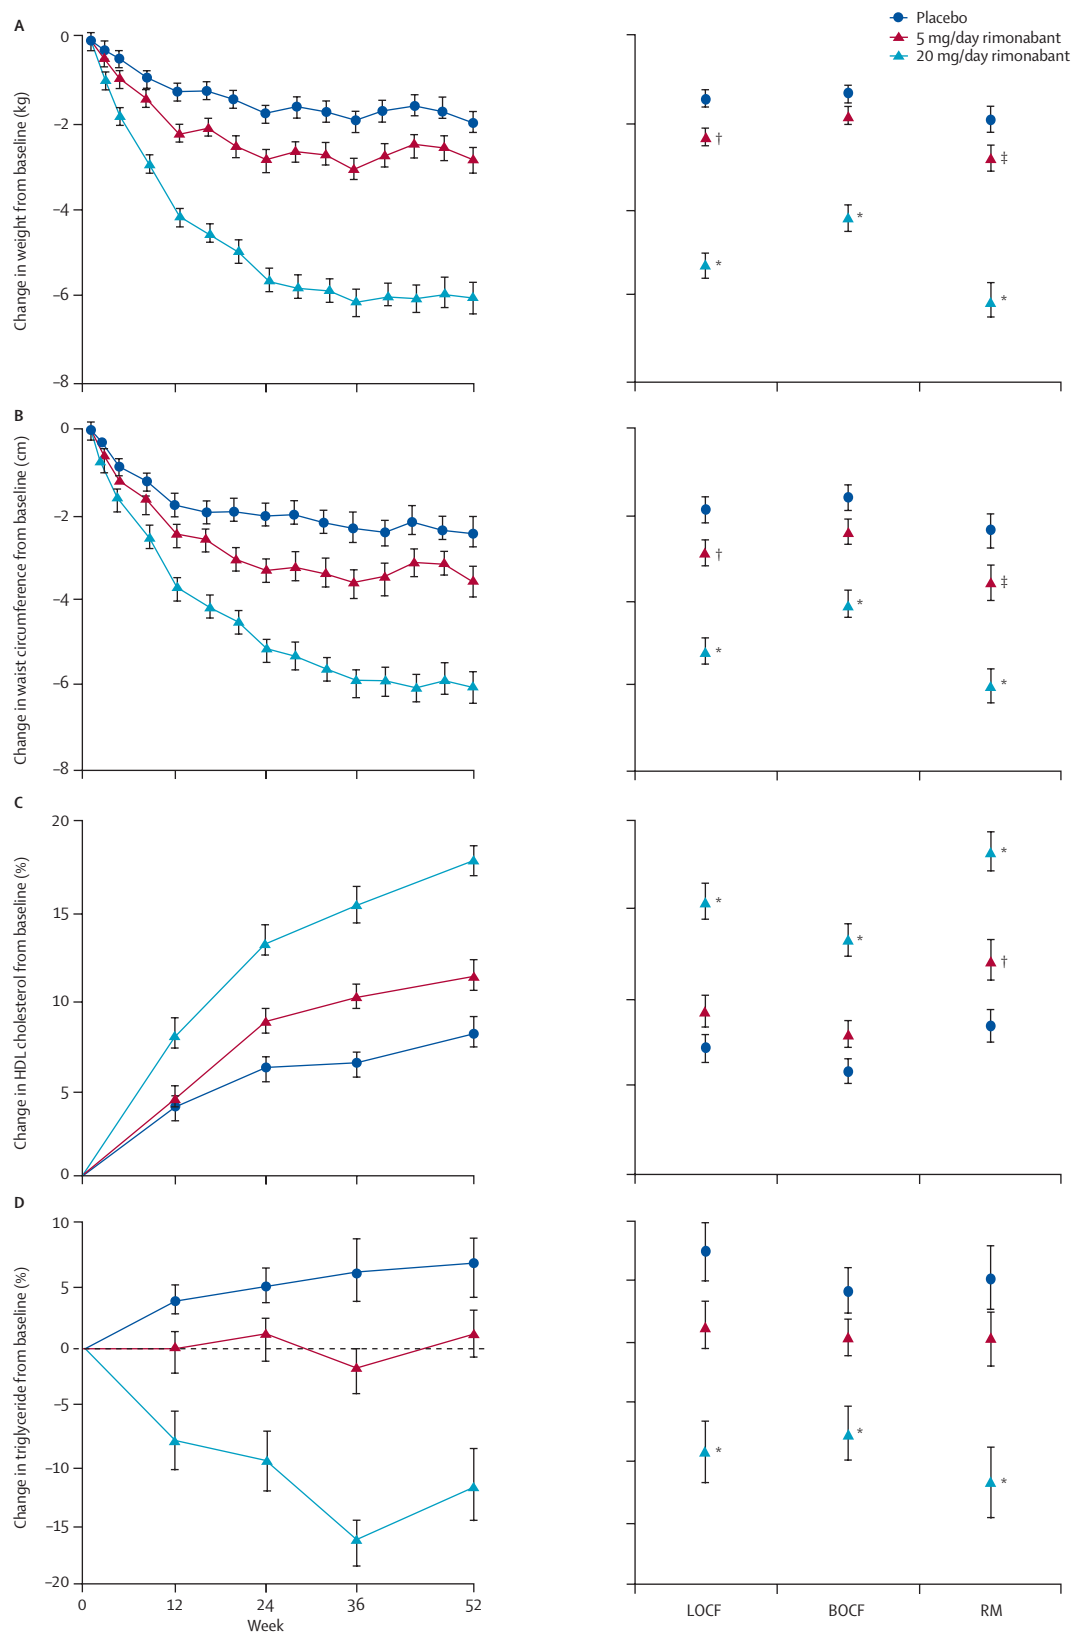 Placebo
5 mg/day rimonabant
20 mg/day rimonabant
A
Change in weight from baseline (kg)
0
–2
–4
–6
–8
†
*
*
‡
*
B
Change in waist circumference from baseline (cm)
0
–2
–4
–6
–8
†
*
*
‡
*
C
Change in HDL cholesterol from baseline (%)
20
15
10
5
0
*
*
*
†
D
Change in triglyceride from baseline (%)
10
5
0
–5
–10
–15
–20
*
*
*
0 12 24 36 52
Week
LOCF BOCF RM